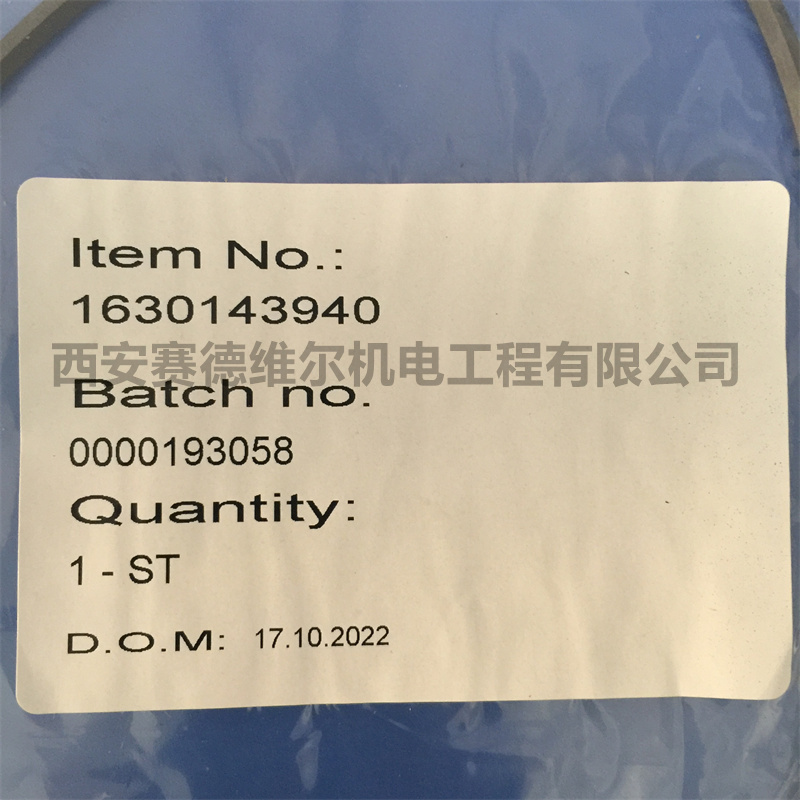 Item No.:
1630143940
西安赛德维尔机电工程有限公司
Batch no.
0000193058
Quantity:
1 - ST
D.O.M: 17.10.2022